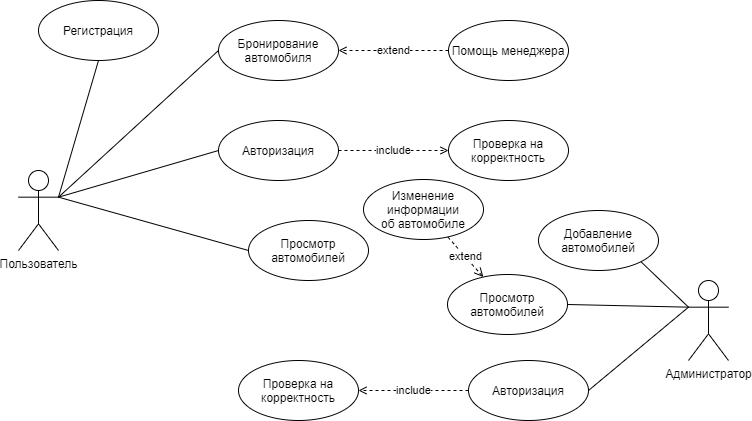 Регистрация
Бронирование
автомобиля
extend
Помощь менеджера
Авторизация
include
Проверка на
корректность
Изменение
информации
об автомобиле
extend
Просмотр
автомобилей
Пользователь
Добавление
автомобилей
Просмотр
автомобилей
Администратор
Проверка на
корректность
include
Авторизация